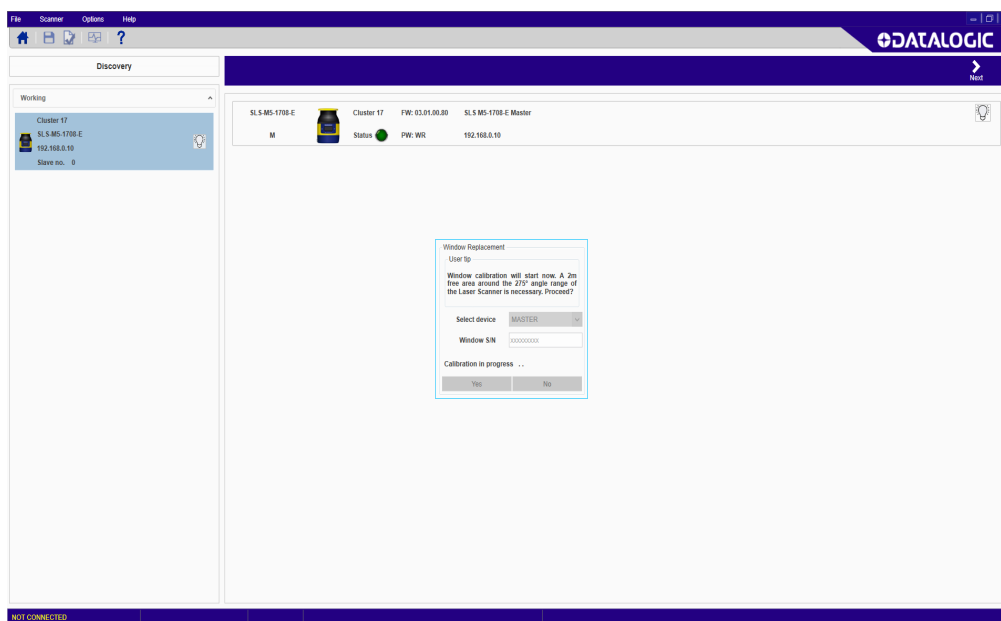 File Scanner Options Help
DATALOGIC
Discovery
Next
Working
Cluster 17
SLS-M5-1708-E
192.168.0.10
Slave no. 0
SLS-M5-1708-E Cluster 17 FW: 03.01.00.80 SLS M5-1708-E Master
M Status PW: WR 192.168.0.10
Window Replacement
User tip
Window calibration will start now. A 2m
free area around the 275° angle range of
the Laser Scanner is necessary. Proceed?
Select device MASTER
Window S/N xxxxxxxxx
Calibration in progress . .
Yes No
NOT CONNECTED